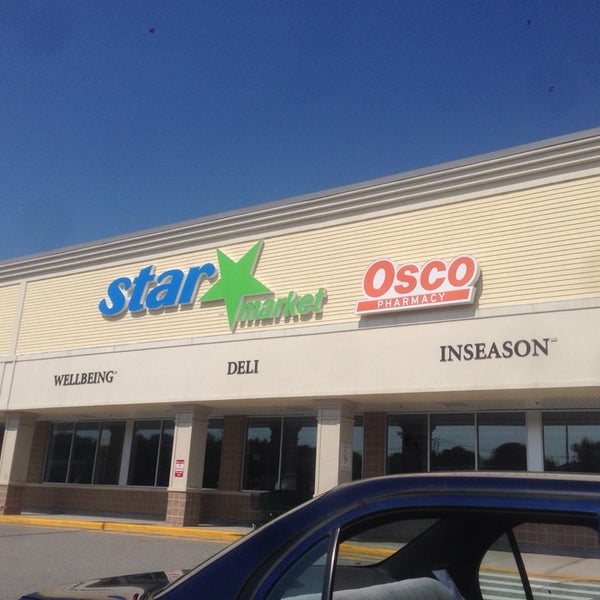 star market
Osco
PHARMACY
WELLBEING
DELI
INSEASON